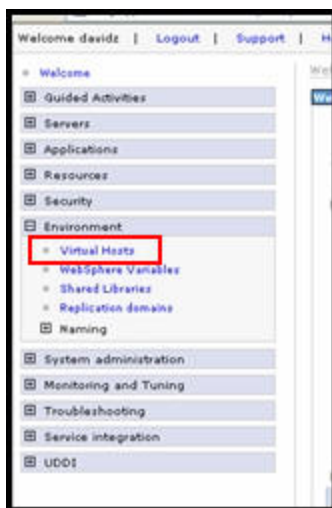 Welcome davidz | Logout | Support | H
Welcome
Guided Activities
Servers
Applications
Resources
Security
Environment
Virtual Hosts
WebSphere Variables
Shared Libraries
Replication domains
Naming
System administration
Monitoring and Tuning
Troubleshooting
Service integration
UDDI